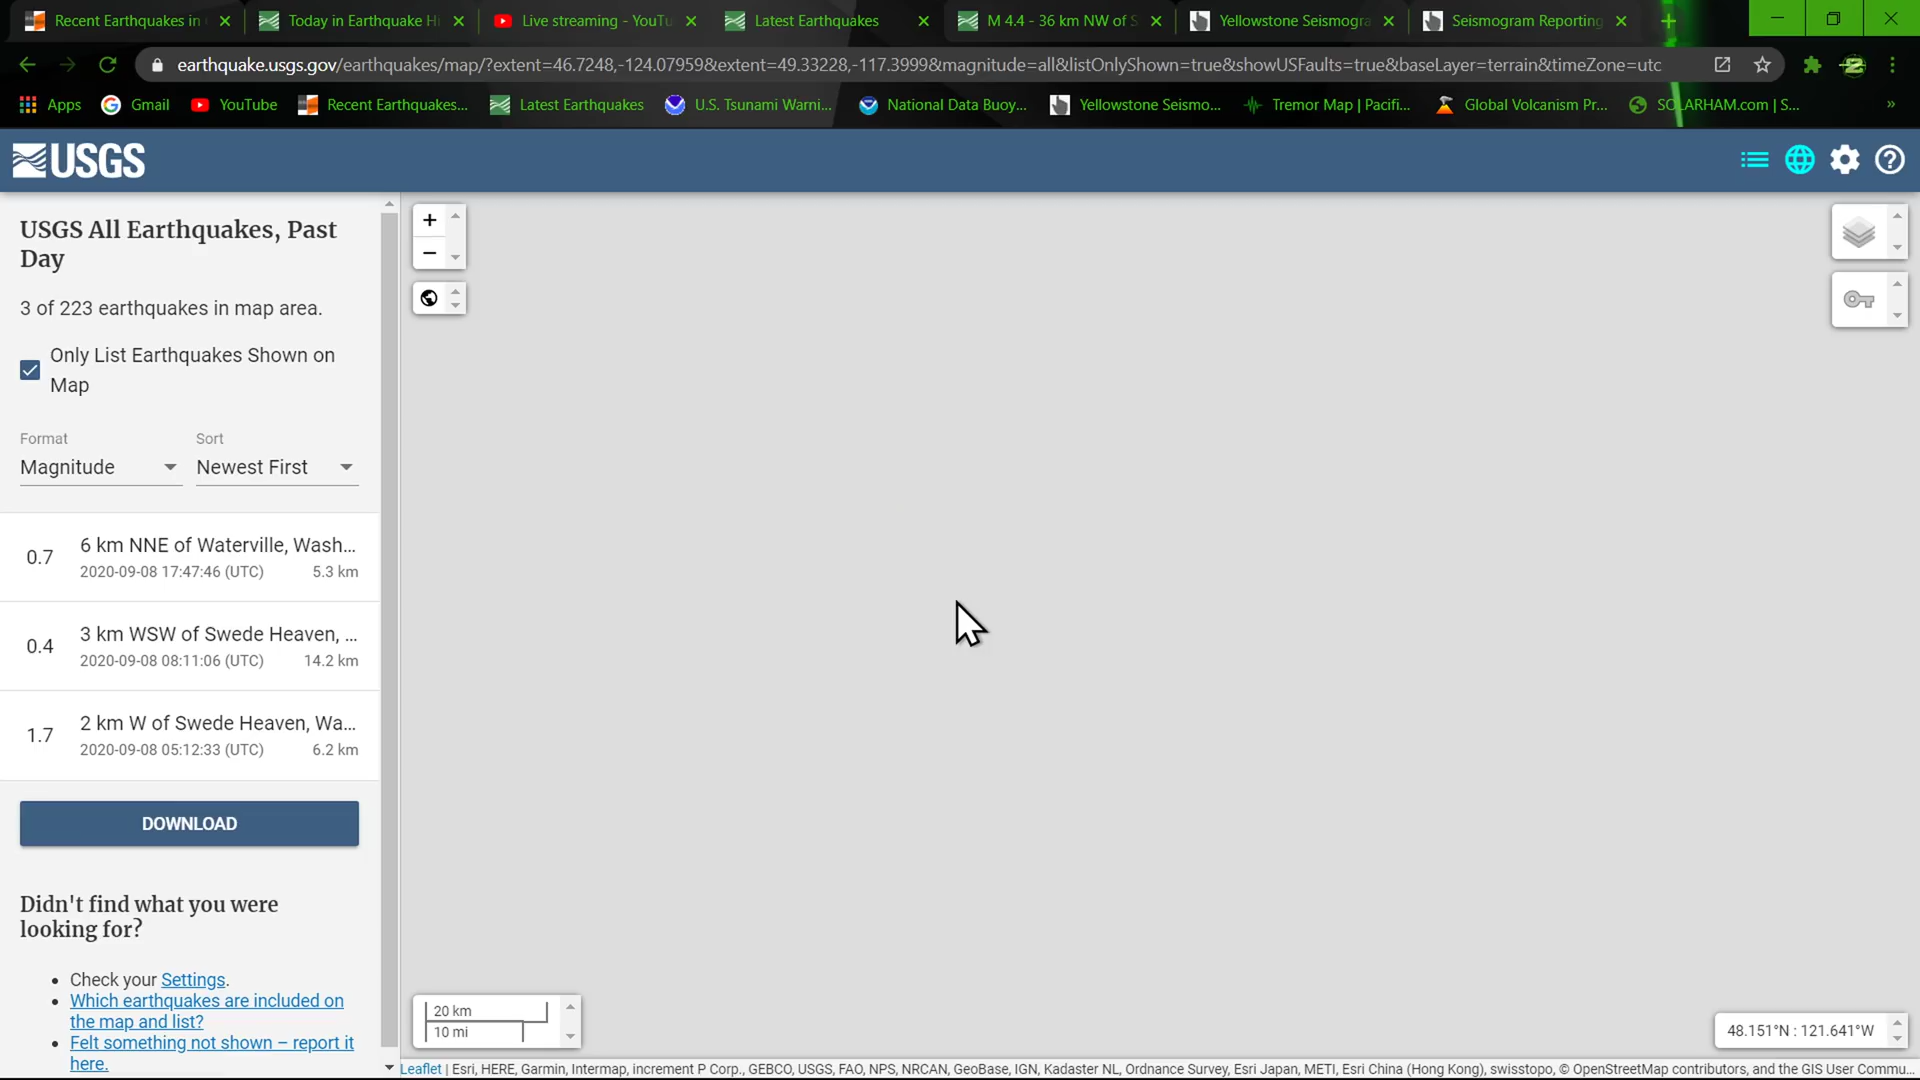 Recent Earthquakes in
Today in Earthquake Hi
Live streaming - YouTu
Latest Earthquakes
M 4.4 - 36 km NW of S
Yellowstone Seismogra
Seismogram Reporting
earthquake.usgs.gov/earthquakes/map/?extent=46.7248,-124.07959&extent=49.33228,-117.3999&magnitude=all&listOnlyShown=true&showUSFaults=true&baseLayer=terrain&timeZone=utc
Apps
Gmail
YouTube
Recent Earthquakes...
Latest Earthquakes
U.S. Tsunami Warni...
National Data Buoy...
Yellowstone Seismo...
Tremor Map | Pacifi...
Global Volcanism Pr...
SOLARHAM.com | S...
USGS
USGS All Earthquakes, Past
Day
3 of 223 earthquakes in map area.
Only List Earthquakes Shown on
Map
Format
Sort
Magnitude
Newest First
0.7
6 km NNE of Waterville, Wash...
2020-09-08 17:47:46 (UTC)
5.3 km
0.4
3 km WSW of Swede Heaven, ...
2020-09-08 08:11:06 (UTC)
14.2 km
1.7
2 km W of Swede Heaven, Wa...
2020-09-08 05:12:33 (UTC)
6.2 km
DOWNLOAD
Didn't find what you were
looking for?
Check your Settings.
Which earthquakes are included on
the map and list?
Felt something not shown – report it
here.
20 km
10 mi
48.151°N : 121.641°W
Leaflet | Esri, HERE, Garmin, Intermap, increment P Corp., GEBCO, USGS, FAO, NPS, NRCAN, GeoBase, IGN, Kadaster NL, Ordnance Survey, Esri Japan, METI, Esri China (Hong Kong), swisstopo, © OpenStreetMap contributors, and the GIS User Commu...